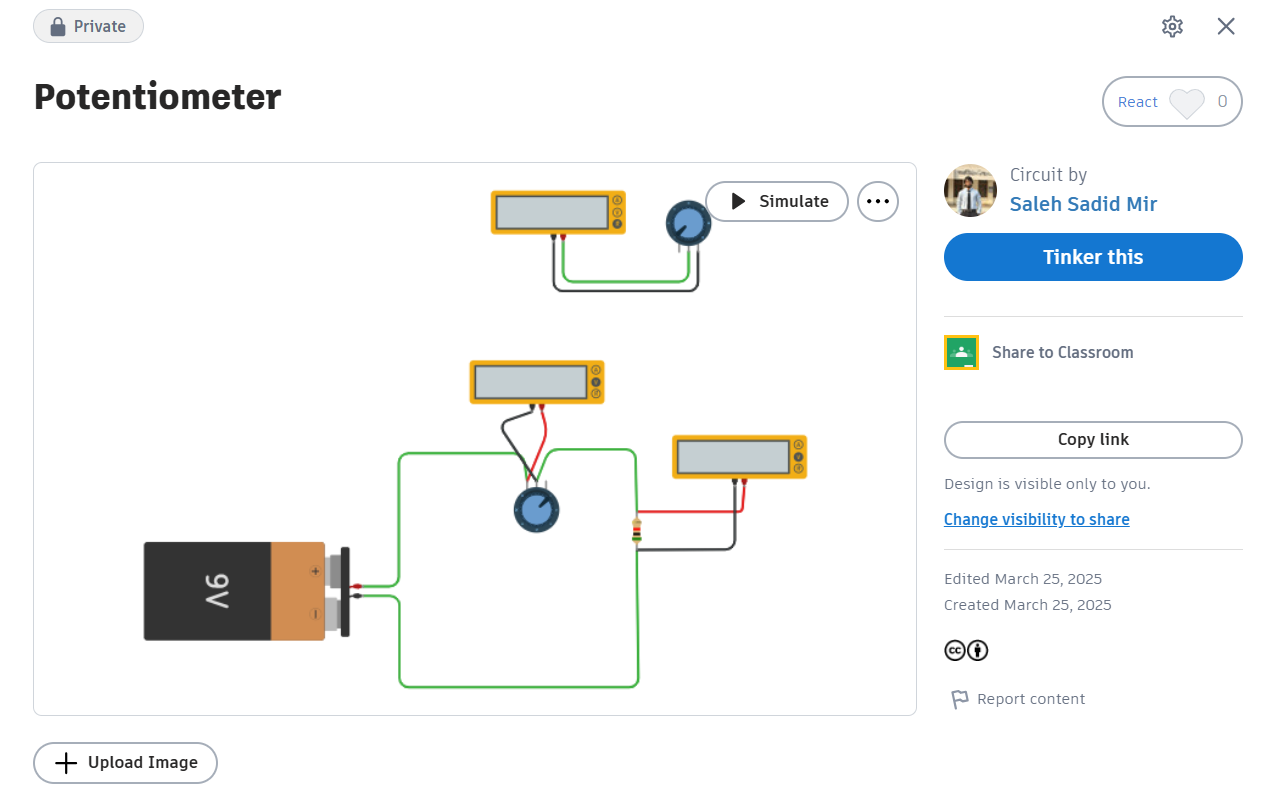 Private
Potentiometer
React 0
Simulate
Circuit by
Saleh Sadid Mir
Tinker this
Share to Classroom
Copy link
Design is visible only to you.
Change visibility to share
9V
+
Edited March 25, 2025
Created March 25, 2025
cc
Report content
Upload Image